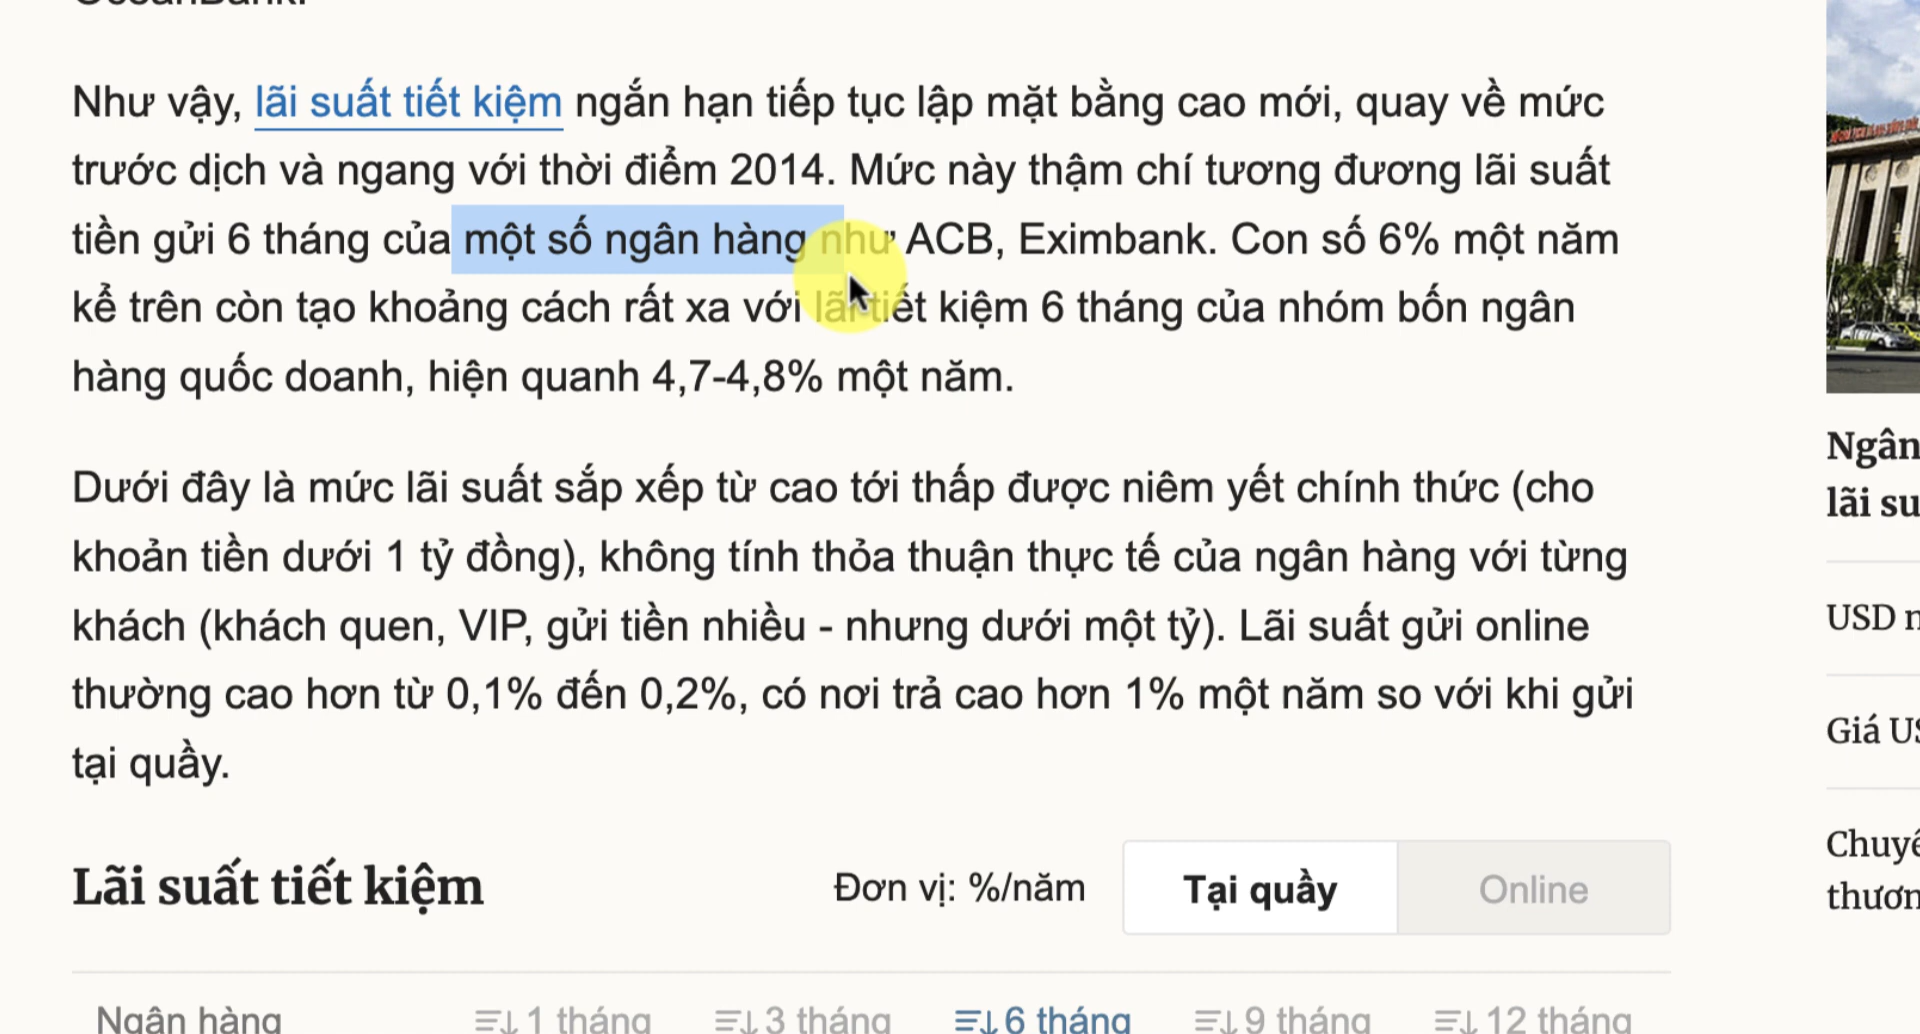 Như vậy, lãi suất tiết kiệm ngắn hạn tiếp tục lập mặt bằng cao mới, quay về mức
trước dịch và ngang với thời điểm 2014. Mức này thậm chí tương đương lãi suất
tiền gửi 6 tháng của một số ngân hàng như ACB, Eximbank. Con số 6% một năm
kể trên còn tạo khoảng cách rất xa với lãi tiết kiệm 6 tháng của nhóm bốn ngân
hàng quốc doanh, hiện quanh 4,7-4,8% một năm.
Dưới đây là mức lãi suất sắp xếp từ cao tới thấp được niêm yết chính thức (cho
khoản tiền dưới 1 tỷ đồng), không tính thỏa thuận thực tế của ngân hàng với từng
khách (khách quen, VIP, gửi tiền nhiều - nhưng dưới một tỷ). Lãi suất gửi online
thường cao hơn từ 0,1% đến 0,2%, có nơi trả cao hơn 1% một năm so với khi gửi
tại quầy.
Lãi suất tiết kiệm
Đơn vị: %/năm
Tại quầy
Online
Ngân hàng
1 tháng
3 tháng
6 tháng
9 tháng
12 tháng
Ngân
lãi su
USD
Giá